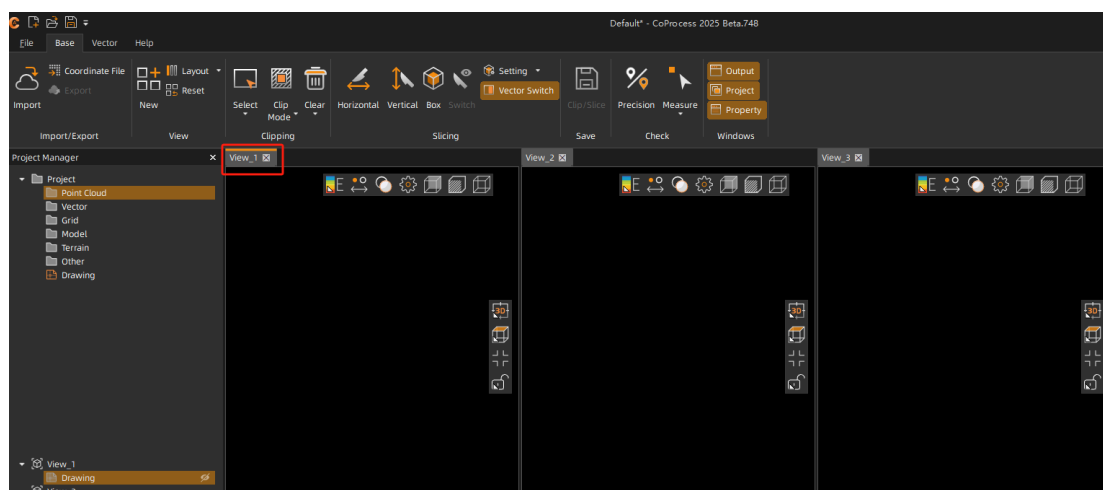 Default* - CoProcess 2025 Beta.748
File Base Vector Help
Coordinate File
Export
Import
Import/Export
Layout
Reset
New
View
Select
Clip Mode
Clear
Clipping
Horizontal
Vertical
Box
Switch
Setting
Vector Switch
Slicing
Clip/Slice
Save
Precision
Measure
Check
Output
Project
Property
Windows
Project Manager
Project
Point Cloud
Vector
Grid
Model
Terrain
Other
Drawing
View_1
Drawing
View_1
E
3D
View_2
E
3D
View_3
E
3D